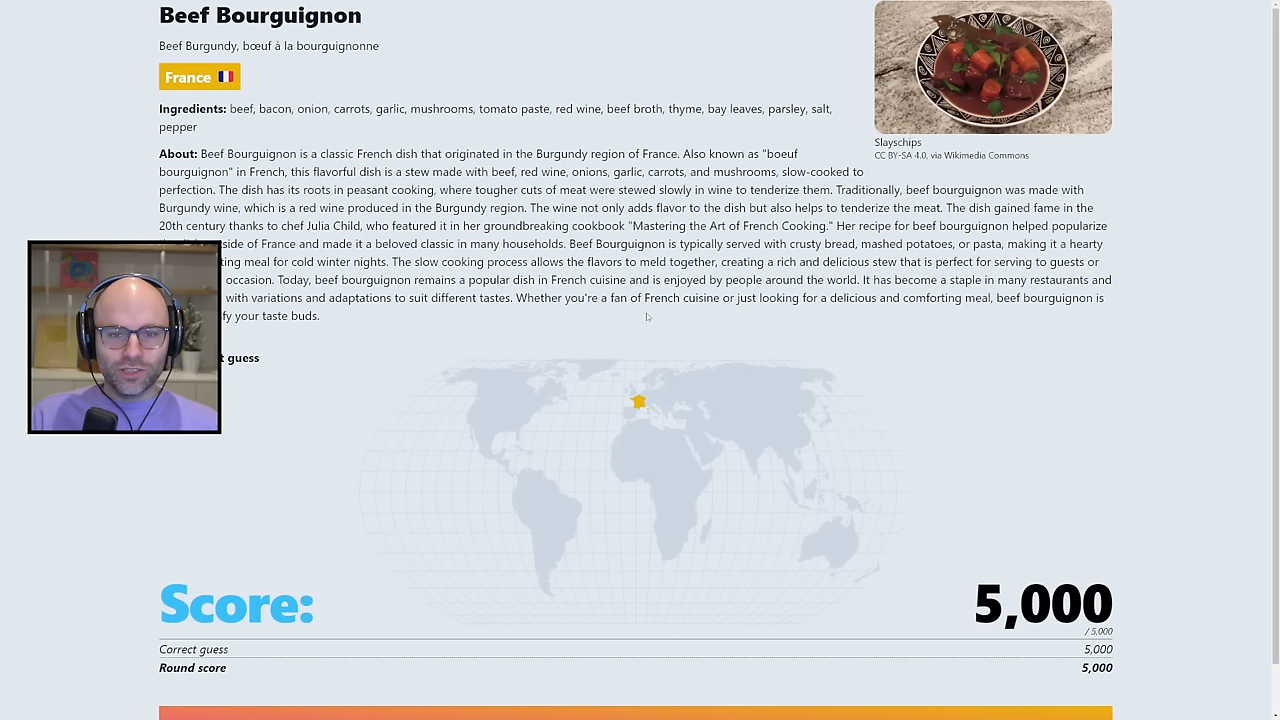 Beef Bourguignon
Beef Burgundy, bœuf à la bourguignonne
France
Ingredients: beef, bacon, onion, carrots, garlic, mushrooms, tomato paste, red wine, beef broth, thyme, bay leaves, parsley, salt,
pepper
Slayschips
CC BY-SA 4.0, via Wikimedia Commons
About: Beef Bourguignon is a classic French dish that originated in the Burgundy region of France. Also known as "boeuf
bourguignon" in French, this flavorful dish is a stew made with beef, red wine, onions, garlic, carrots, and mushrooms, slow-cooked to
perfection. The dish has its roots in peasant cooking, where tougher cuts of meat were stewed slowly in wine to tenderize them. Traditionally, beef bourguignon was made with
Burgundy wine, which is a red wine produced in the Burgundy region. The wine not only adds flavor to the dish but also helps to tenderize the meat. The dish gained fame in the
20th century thanks to chef Julia Child, who featured it in her groundbreaking cookbook "Mastering the Art of French Cooking." Her recipe for beef bourguignon helped popularize
side of France and made it a beloved classic in many households. Beef Bourguignon is typically served with crusty bread, mashed potatoes, or pasta, making it a hearty
ting meal for cold winter nights. The slow cooking process allows the flavors to meld together, creating a rich and delicious stew that is perfect for serving to guests or
occasion. Today, beef bourguignon remains a popular dish in French cuisine and is enjoyed by people around the world. It has become a staple in many restaurants and
with variations and adaptations to suit different tastes. Whether you're a fan of French cuisine or just looking for a delicious and comforting meal, beef bourguignon is
fy your taste buds.
t guess
Score:
5,000
/ 5,000
Correct guess 5,000
Round score 5,000